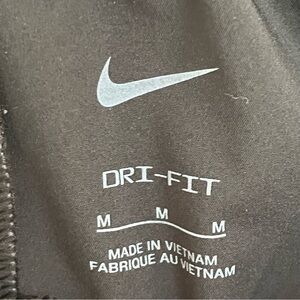 DRI-FIT
M M M
MADE IN VIETNAM
FABRIQUE AU VIETNAM